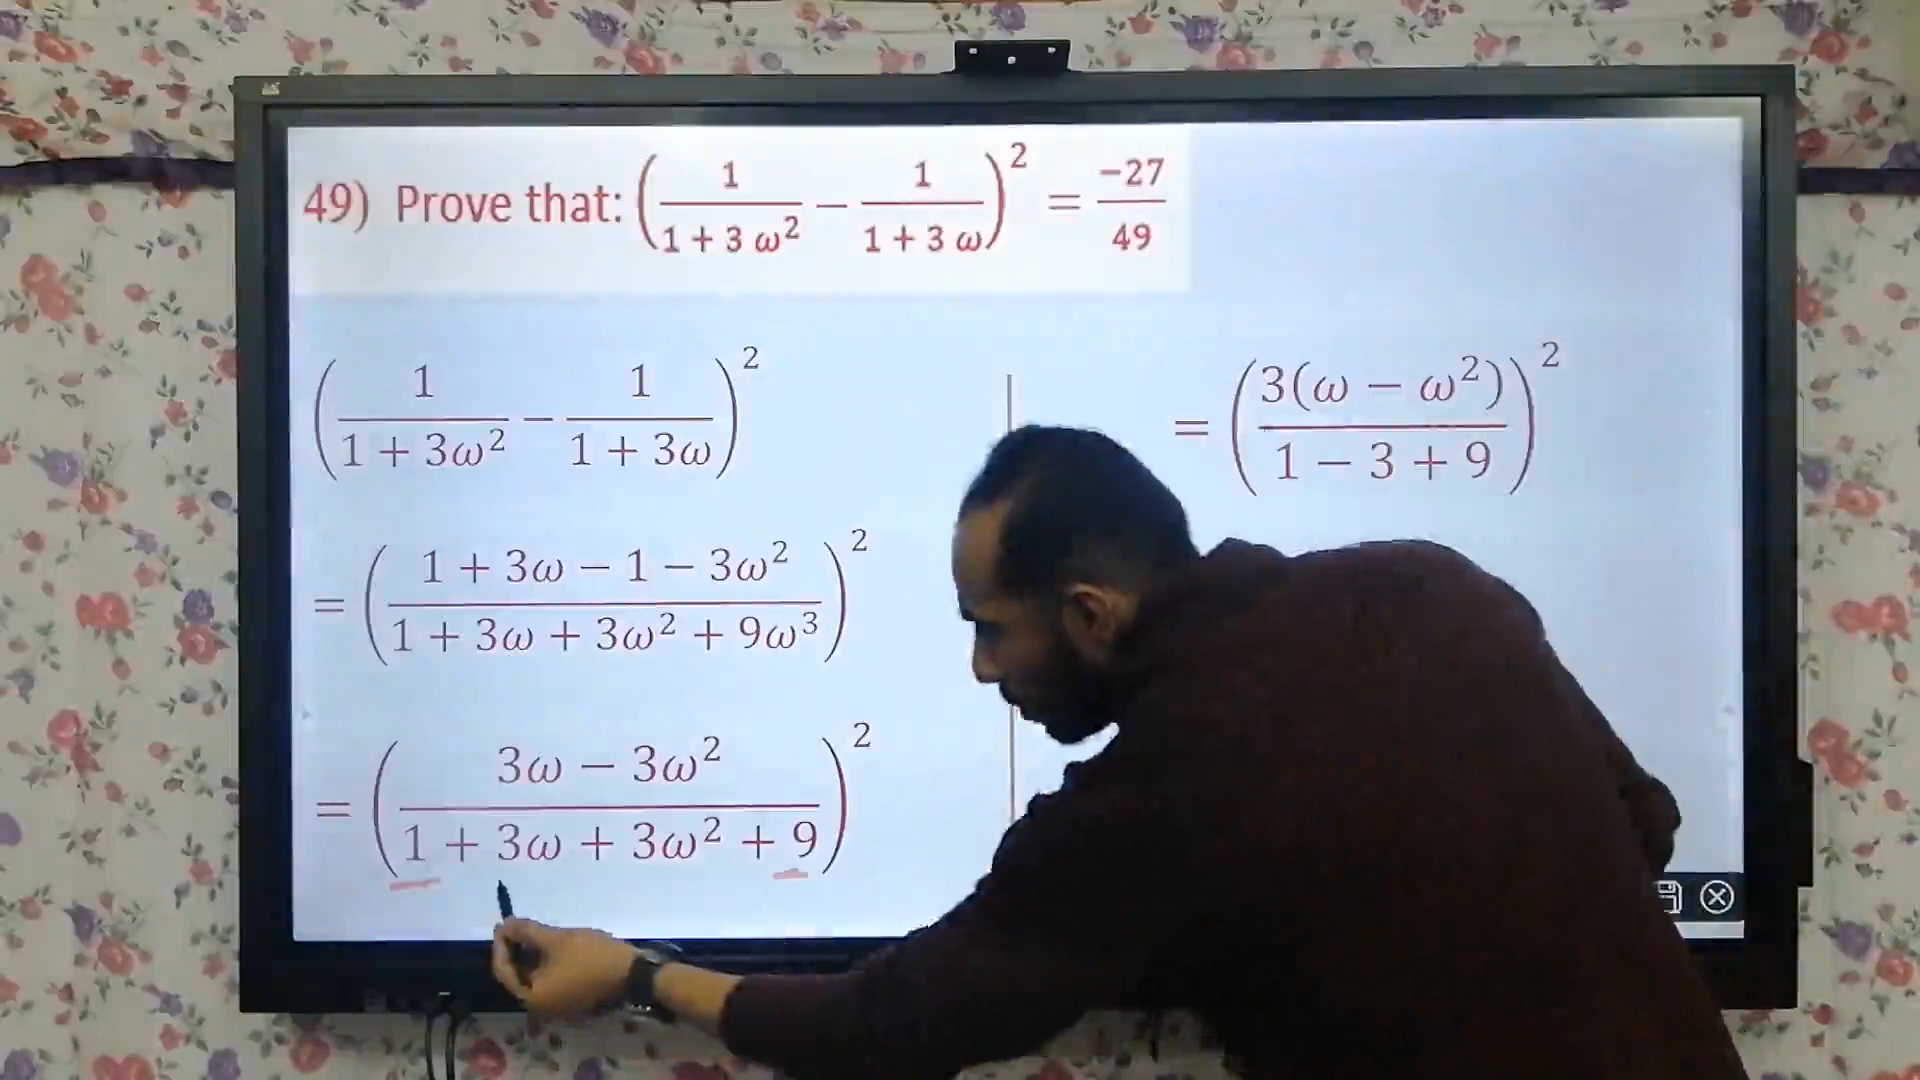 49) Prove that: (1/(1 + 3 ω²) − 1/(1 + 3 ω))² = −27/49
(1/(1 + 3ω²) − 1/(1 + 3ω))²
= ((1 + 3ω − 1 − 3ω²)/(1 + 3ω + 3ω² + 9ω³))²
= ((3ω − 3ω²)/(1 + 3ω + 3ω² + 9))²
= (3(ω − ω²)/(1 − 3 + 9))²